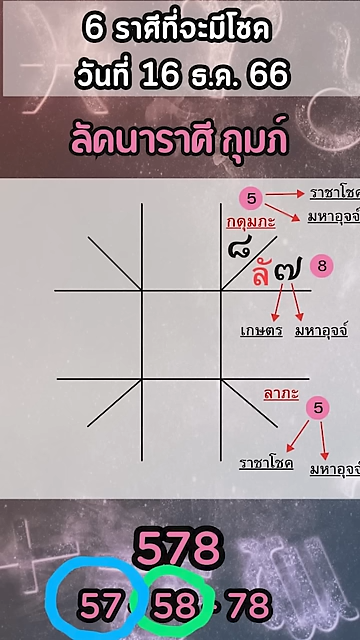 6 ราศีที่จะมีโชค
วันที่ 16 ธ.ค. 66
ลัคนาราศี กุมภ์
5 ราชาโชค
มหาอุจจ์
กดุมภะ
๘
ลั ๗ 8
เกษตร มหาอุจจ์
ลาภะ
5
ราชาโชค มหาอุจจ์
578
57 - 58 - 78